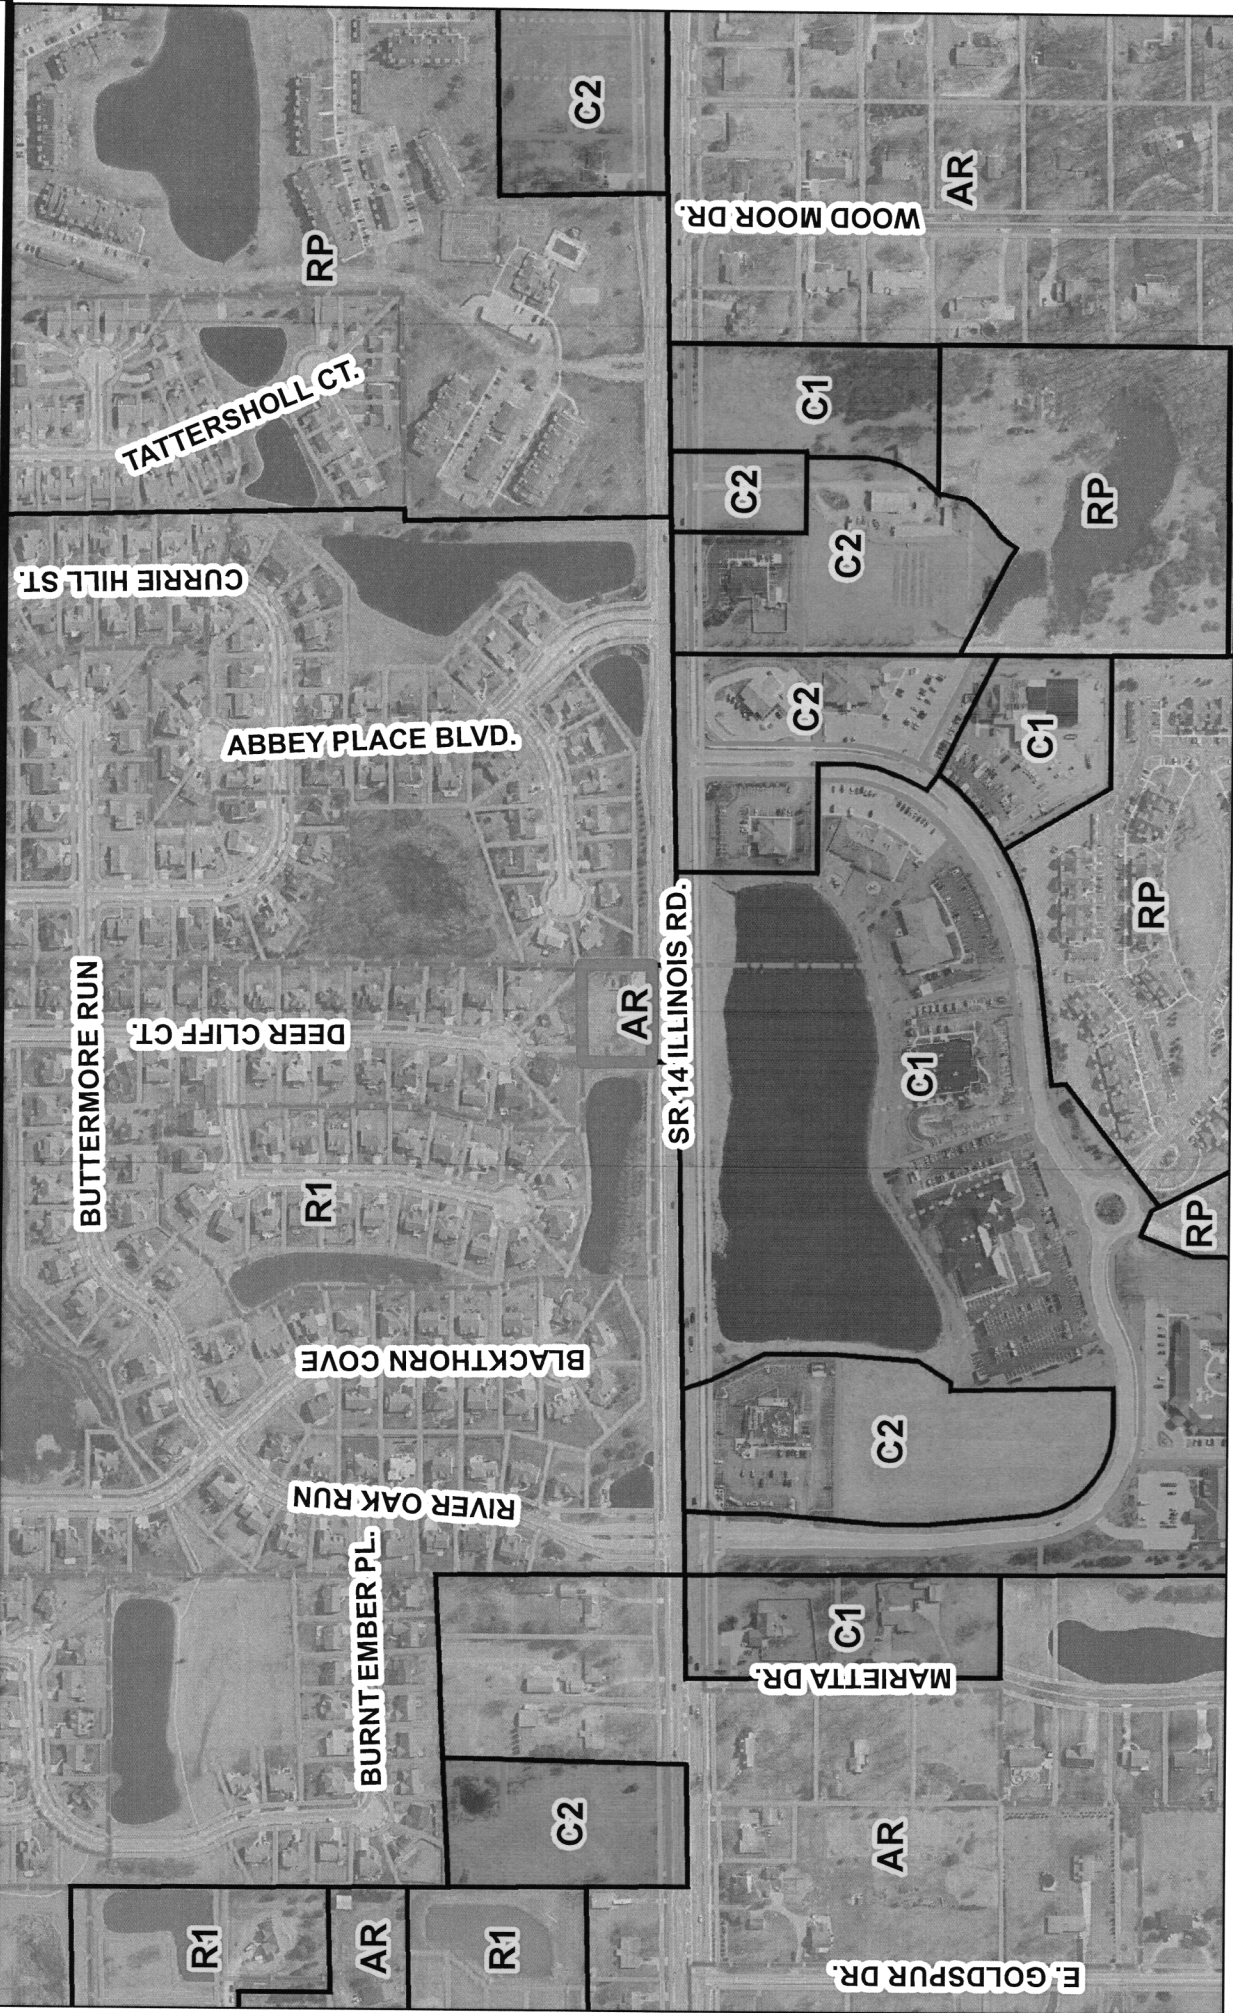 C2
WOOD MOOR DR.
AR
RP
TATTERSHOLL CT.
C1
C2
C2
RP
CURRIE HILL ST.
ABBEY PLACE BLVD.
C2
C1
RP
SR 14 ILLINOIS RD.
AR
BUTTERMORE RUN
DEER CLIFF CT.
C1
R1
RP
BLACKTHORN COVE
C2
RIVER OAK RUN
BURNT EMBER PL.
C1
MARIETTA DR.
C2
AR
R1
AR
R1
E. GOLDSPUR DR.